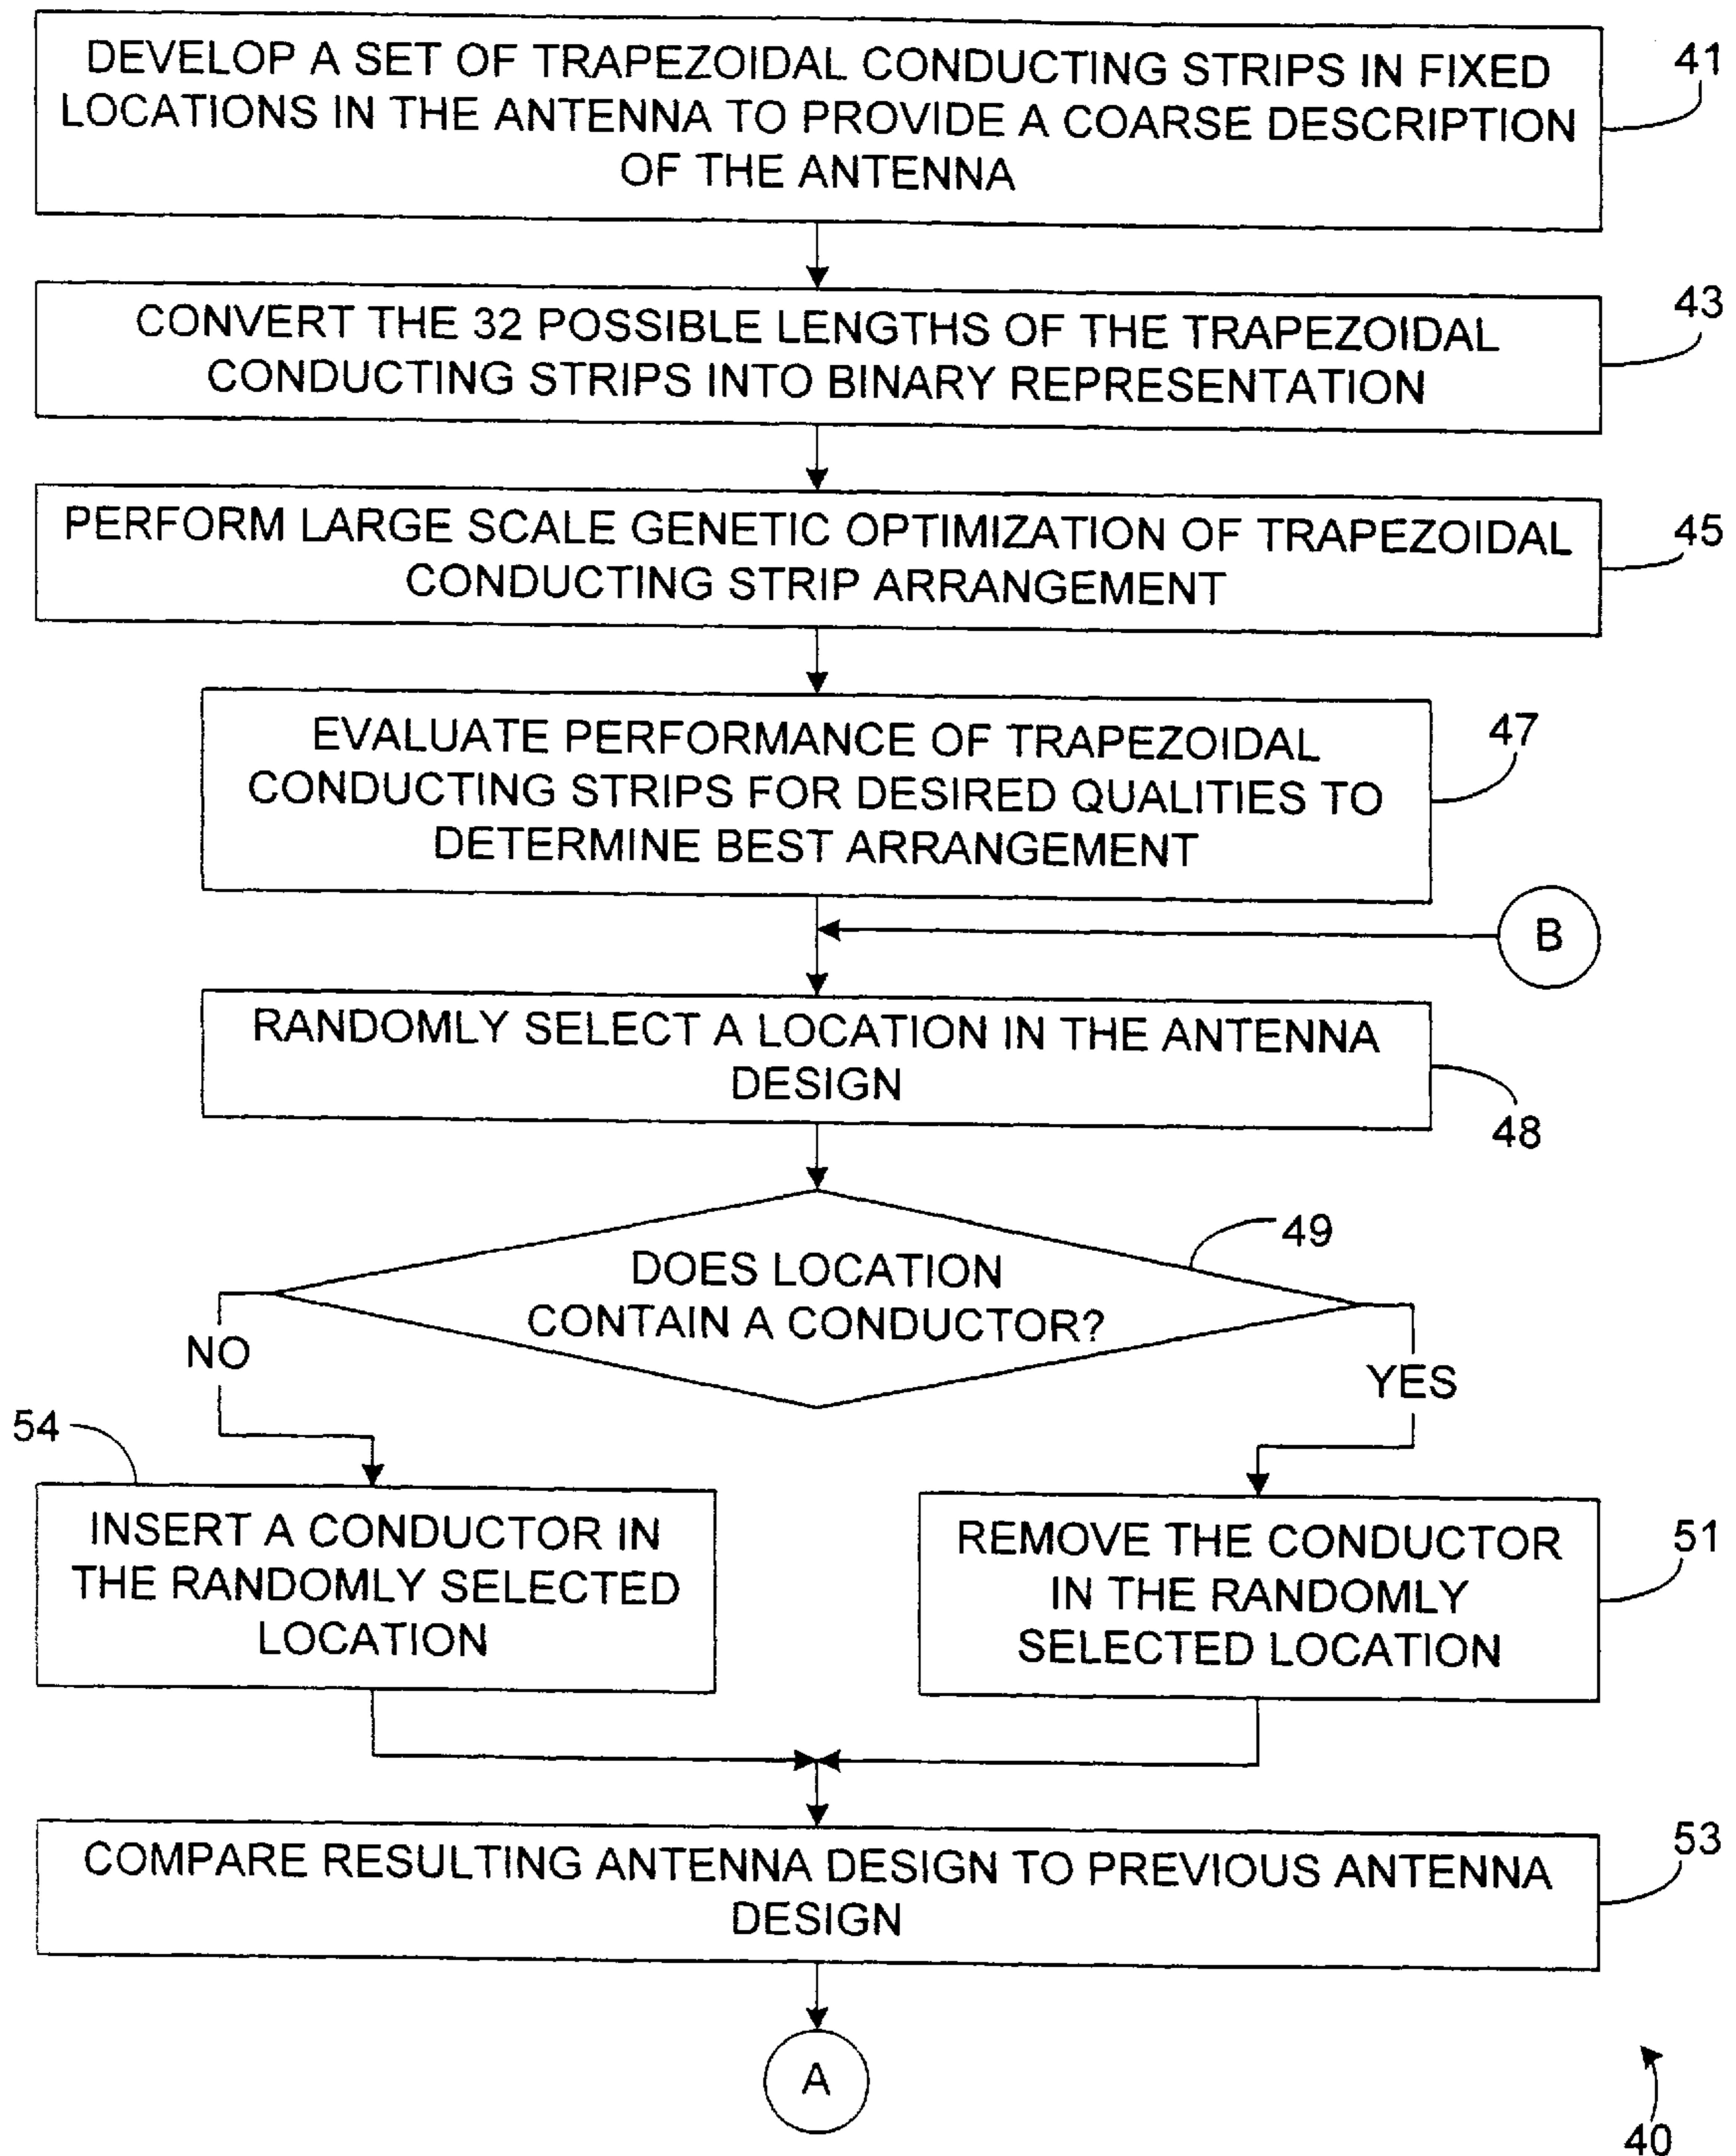 DEVELOP A SET OF TRAPEZOIDAL CONDUCTING STRIPS IN FIXED
LOCATIONS IN THE ANTENNA TO PROVIDE A COARSE DESCRIPTION
OF THE ANTENNA
41
CONVERT THE 32 POSSIBLE LENGTHS OF THE TRAPEZOIDAL
CONDUCTING STRIPS INTO BINARY REPRESENTATION
43
PERFORM LARGE SCALE GENETIC OPTIMIZATION OF TRAPEZOIDAL
CONDUCTING STRIP ARRANGEMENT
45
EVALUATE PERFORMANCE OF TRAPEZOIDAL
CONDUCTING STRIPS FOR DESIRED QUALITIES TO
DETERMINE BEST ARRANGEMENT
47
B
RANDOMLY SELECT A LOCATION IN THE ANTENNA
DESIGN
48
DOES LOCATION
CONTAIN A CONDUCTOR?
49
NO
YES
54
INSERT A CONDUCTOR IN
THE RANDOMLY SELECTED
LOCATION
REMOVE THE CONDUCTOR
IN THE RANDOMLY
SELECTED LOCATION
51
COMPARE RESULTING ANTENNA DESIGN TO PREVIOUS ANTENNA
DESIGN
53
A
40